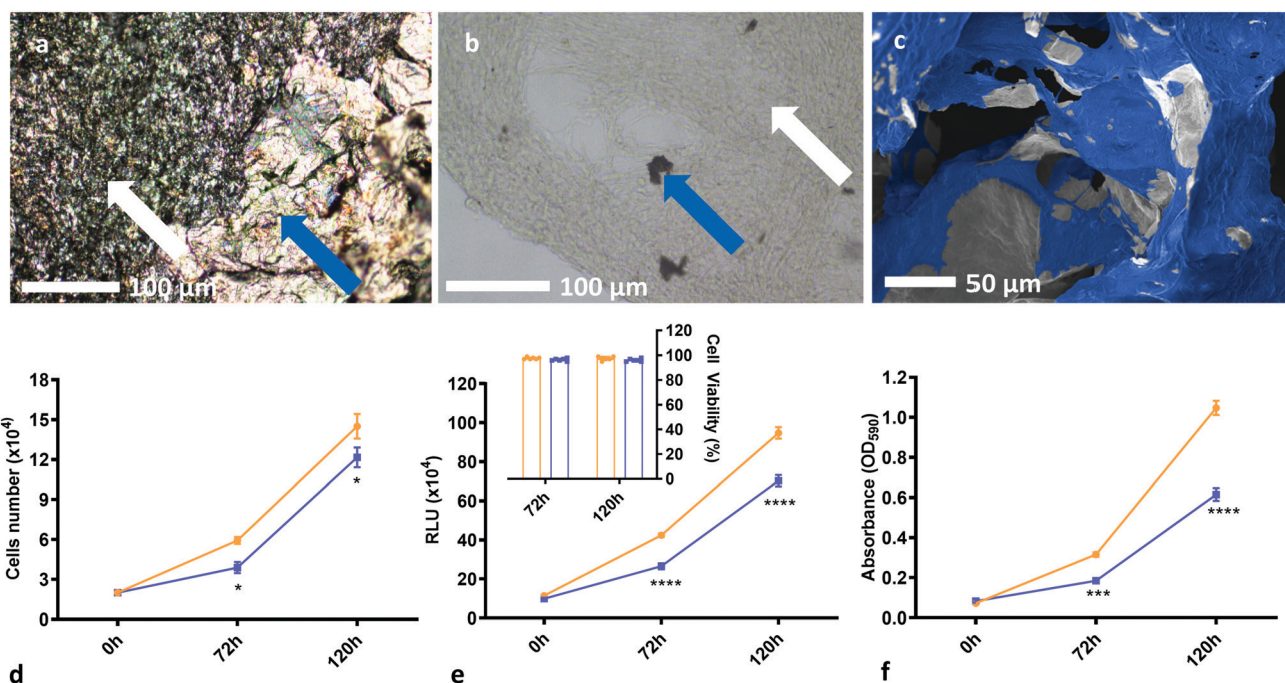 a
100 µm
b
100 µm
c
50 µm
Cells number (x10⁴)
18
15
12
9
6
3
0
*
*
0h
72h
120h
d
RLU (x10⁴)
120
100
80
60
40
20
0
****
****
0h
72h
120h
Cell Viability (%)
120
100
80
60
40
20
0
72h
120h
e
Absorbance (OD₅₉₀)
1.2
1.0
0.8
0.6
0.4
0.2
0.0
***
****
0h
72h
120h
f